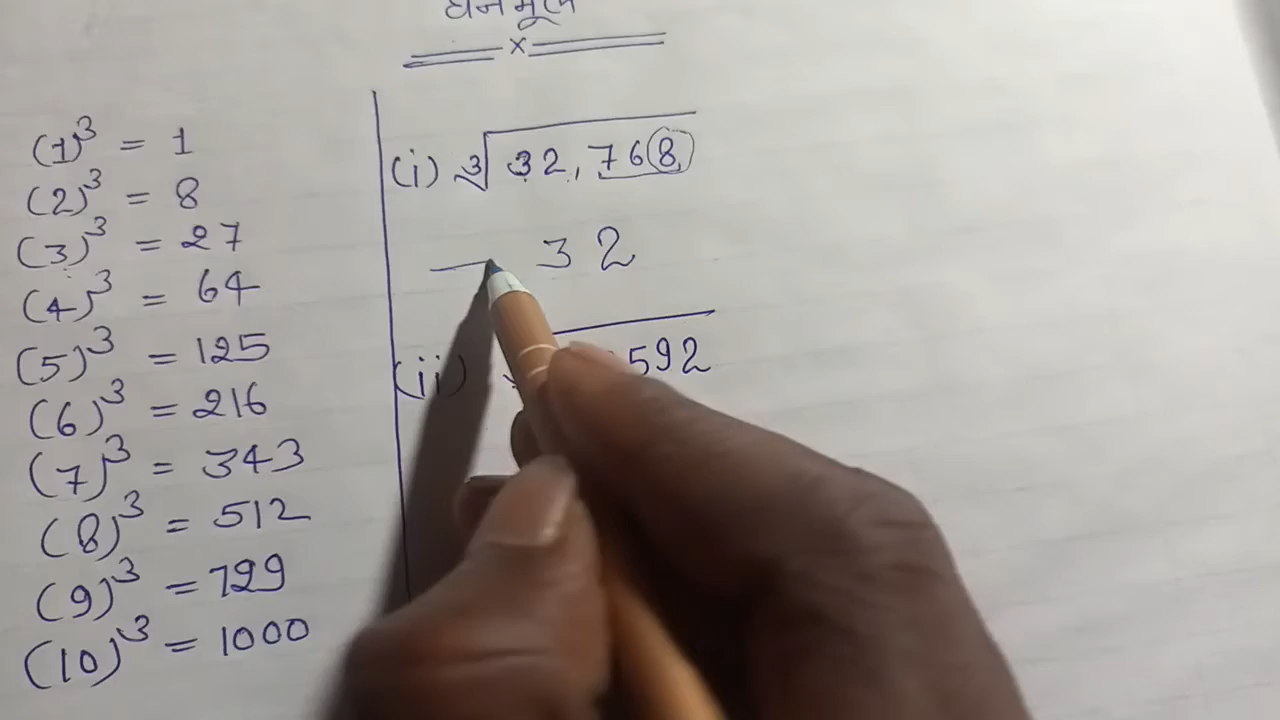 घनमूल
×
(1)³ = 1
(2)³ = 8
(3)³ = 27
(4)³ = 64
(5)³ = 125
(6)³ = 216
(7)³ = 343
(8)³ = 512
(9)³ = 729
(10)³ = 1000
(i) ∛32,768
32
(ii) 592